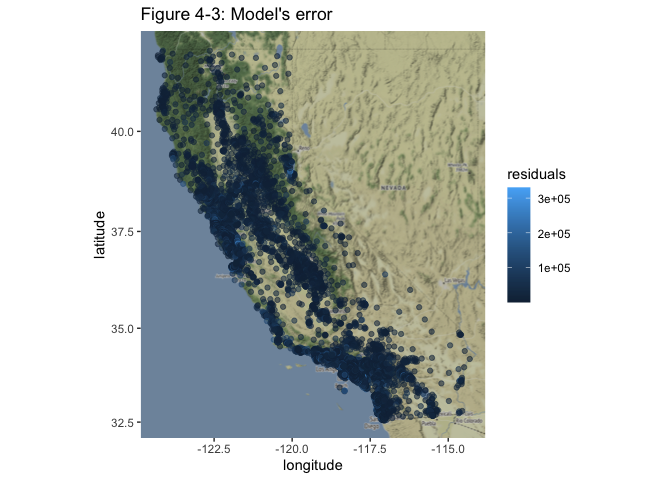 Figure 4-3: Model's error
latitude
40.0
37.5
35.0
32.5
NEVADA
-122.5
-120.0
-117.5
-115.0
longitude
residuals
3e+05
2e+05
1e+05